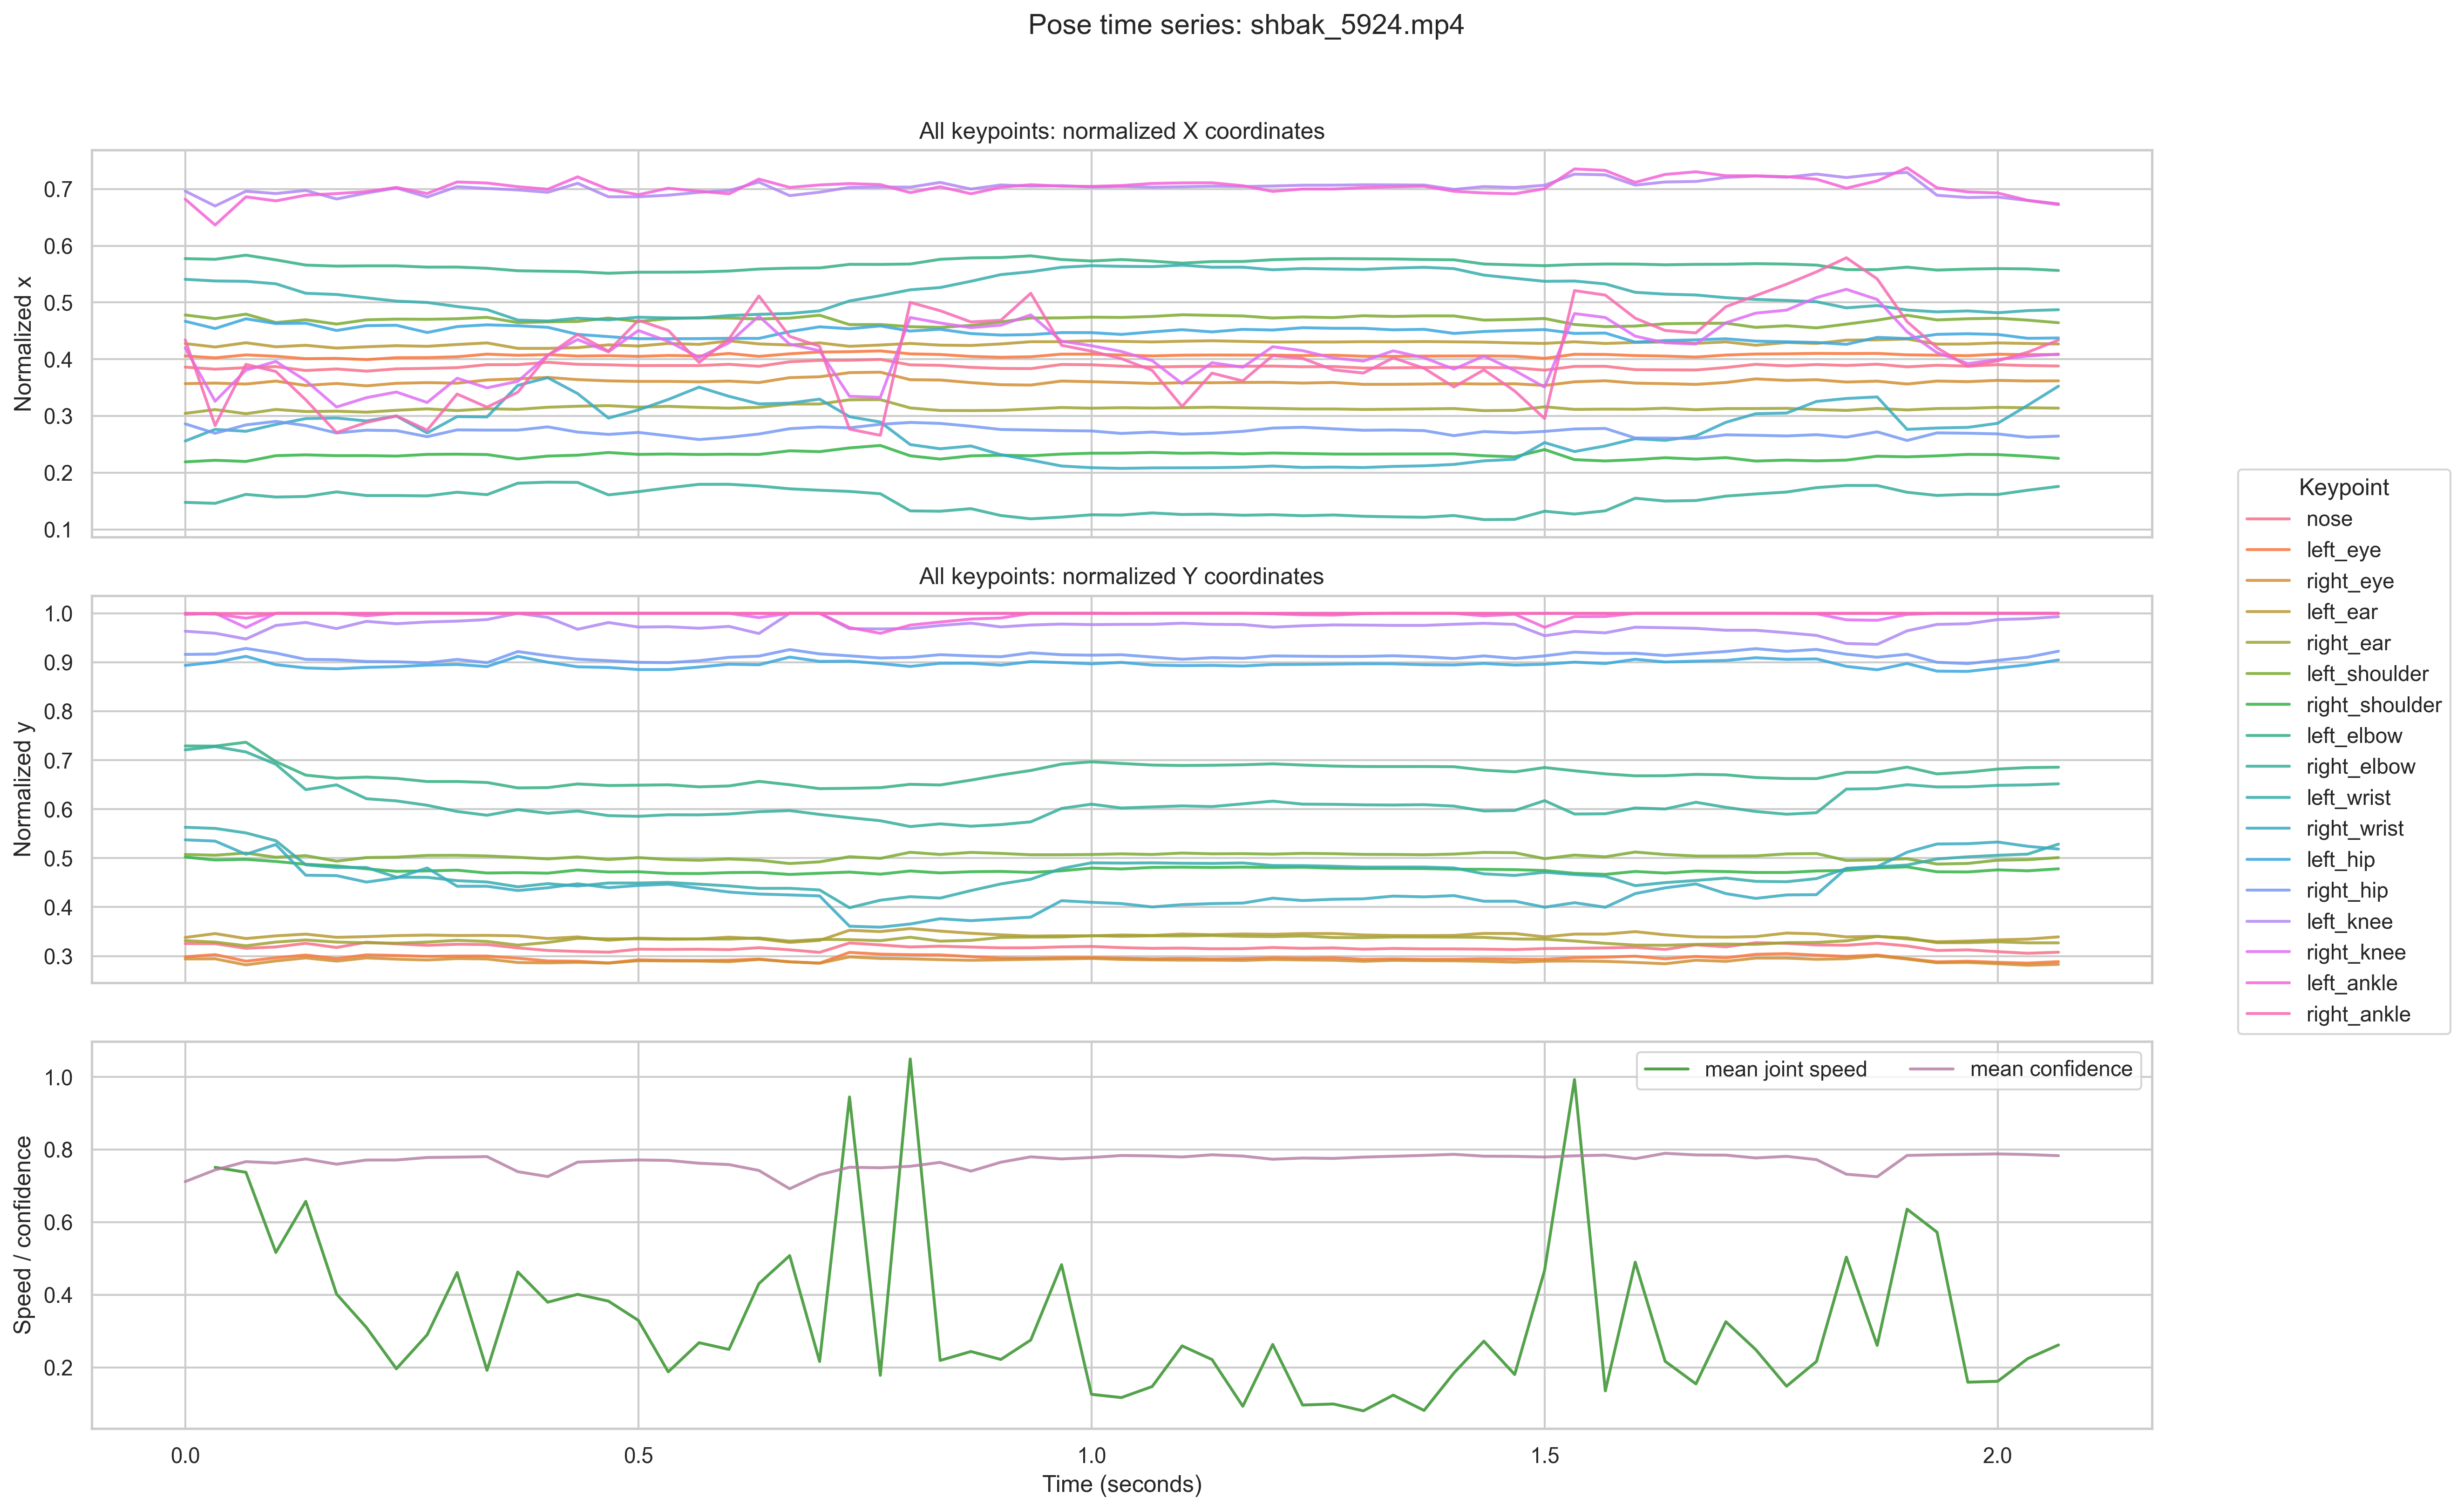 Pose time series: shbak_5924.mp4
All keypoints: normalized X coordinates
Normalized x
0.7
0.6
0.5
0.4
0.3
0.2
0.1
All keypoints: normalized Y coordinates
Normalized y
1.0
0.9
0.8
0.7
0.6
0.5
0.4
0.3
Keypoint
nose
left_eye
right_eye
left_ear
right_ear
left_shoulder
right_shoulder
left_elbow
right_elbow
left_wrist
right_wrist
left_hip
right_hip
left_knee
right_knee
left_ankle
right_ankle
mean joint speed
mean confidence
Speed / confidence
1.0
0.8
0.6
0.4
0.2
0.0
0.5
1.0
1.5
2.0
Time (seconds)